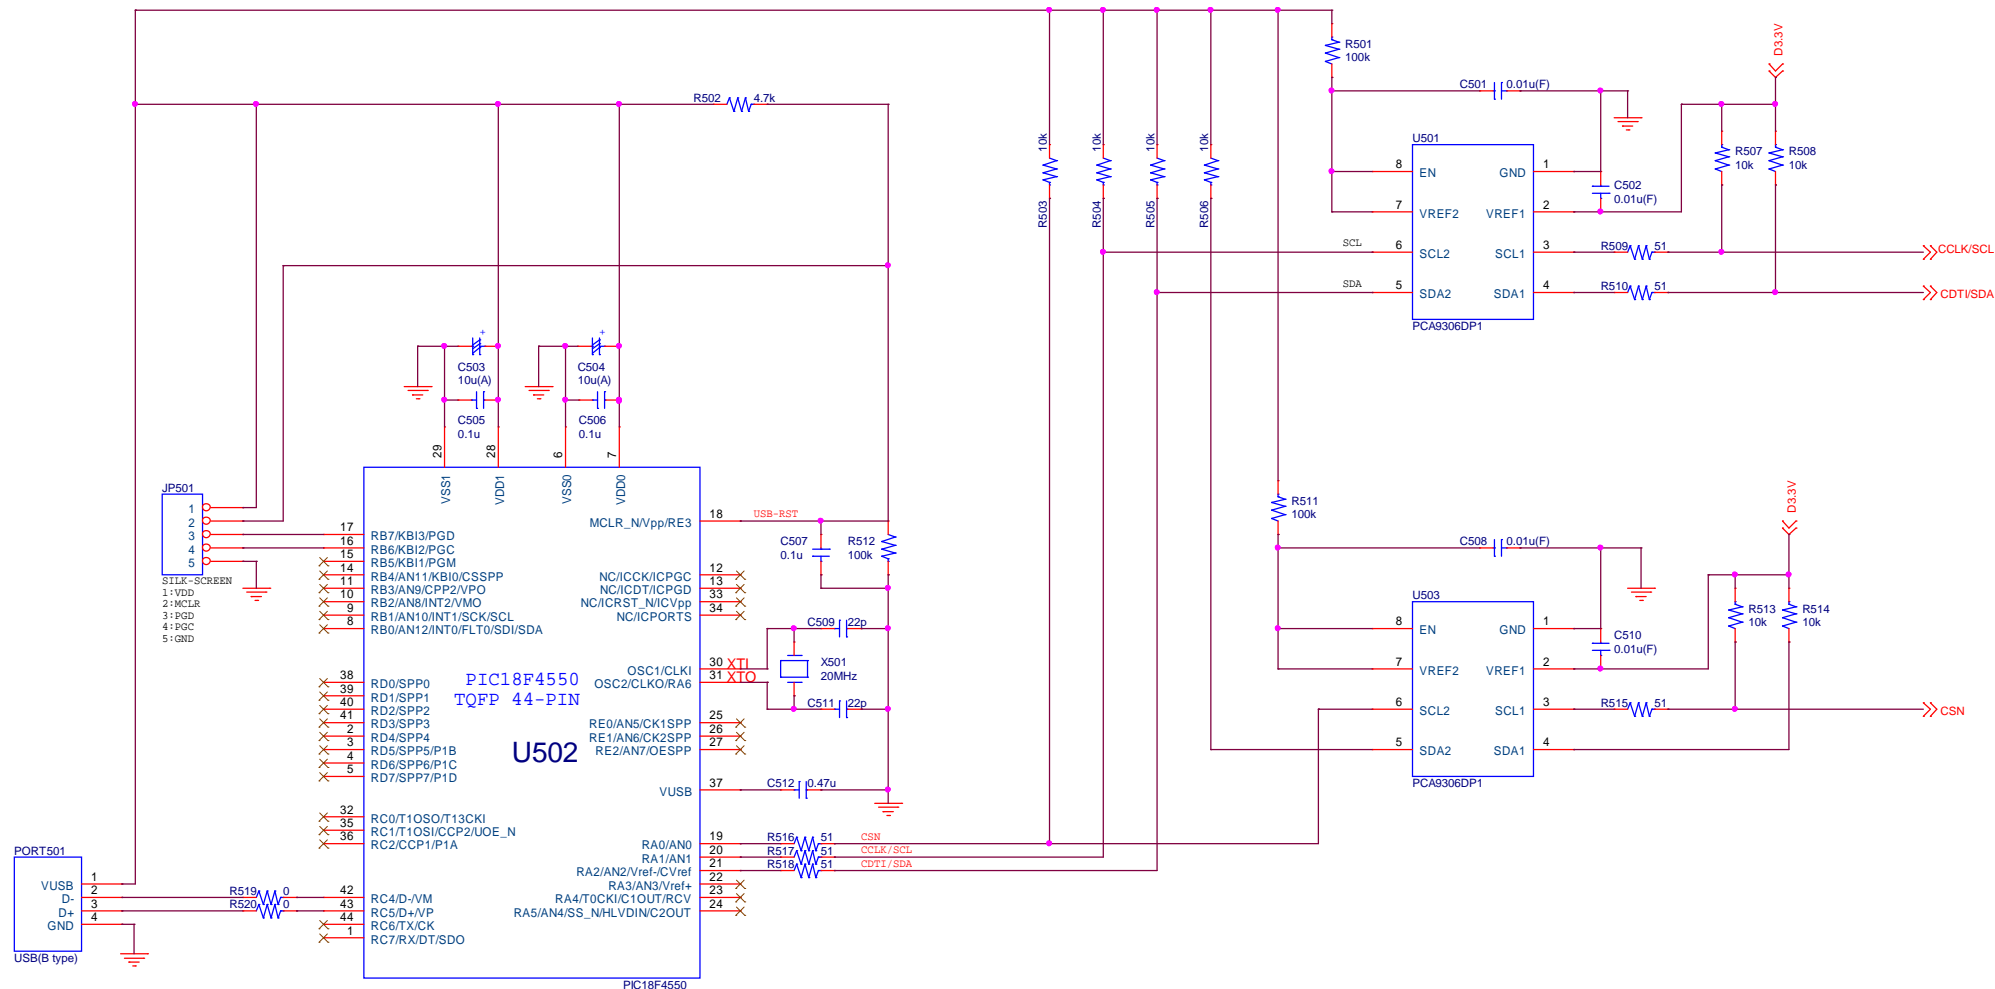 R501
100k
D3.3V
C501 0.01u(F)
R502 4.7k
10k
10k
10k
10k
R503
R504
R505
R506
U501
8 EN GND 1
7 VREF2 VREF1 2
SCL 6 SCL2 SCL1 3
SDA 5 SDA2 SDA1 4
PCA9306DP1
C502
0.01u(F)
R507
10k
R508
10k
R509 51
R510 51
CCLK/SCL
CDTI/SDA
+
C503
10u(A)
C505
0.1u
+
C504
10u(A)
C506
0.1u
29 28 6 7
VSS1 VDD1 VSS0 VDD0
JP501
1
2
3
4
5
SILK-SCREEN
1:VDD
2:MCLR
3:PGD
4:PGC
5:GND
17 RB7/KBI3/PGD
16 RB6/KBI2/PGC
15 RB5/KBI1/PGM
14 RB4/AN11/KBI0/CSSPP
11 RB3/AN9/CPP2/VPO
10 RB2/AN8/INT2/VMO
9 RB1/AN10/INT1/SCK/SCL
8 RB0/AN12/INT0/FLT0/SDI/SDA
38 RD0/SPP0
39 RD1/SPP1
40 RD2/SPP2
41 RD3/SPP3
2 RD4/SPP4
3 RD5/SPP5/P1B
4 RD6/SPP6/P1C
5 RD7/SPP7/P1D
32 RC0/T1OSO/T13CKI
35 RC1/T1OSI/CCP2/UOE_N
36 RC2/CCP1/P1A
42 RC4/D-/VM
43 RC5/D+/VP
44 RC6/TX/CK
1 RC7/RX/DT/SDO
PIC18F4550
TQFP 44-PIN
U502
MCLR_N/Vpp/RE3 18 USB-RST
NC/ICCK/ICPGC 12
NC/ICDT/ICPGD 13
NC/ICRST_N/ICVpp 33
NC/ICPORTS 34
OSC1/CLKI 30 XTI
OSC2/CLKO/RA6 31 XTO
RE0/AN5/CK1SPP 25
RE1/AN6/CK2SPP 26
RE2/AN7/OESPP 27
VUSB 37
RA0/AN0 19
RA1/AN1 20
RA2/AN2/Vref-/CVref 21
RA3/AN3/Vref+ 22
RA4/T0CKI/C1OUT/RCV 23
RA5/AN4/SS_N/HLVDIN/C2OUT 24
PIC18F4550
C507
0.1u
R512
100k
C509 22p
X501
20MHz
C511 22p
C512 0.47u
R516 51 CSN
R517 51 CCLK/SCL
R518 51 CDTI/SDA
PORT501
VUSB 1
D- 2
D+ 3
GND 4
USB(B type)
R519 0
R520 0
R511
100k
D3.3V
C508 0.01u(F)
U503
8 EN GND 1
7 VREF2 VREF1 2
6 SCL2 SCL1 3
5 SDA2 SDA1 4
PCA9306DP1
C510
0.01u(F)
R513
10k
R514
10k
R515 51
CSN